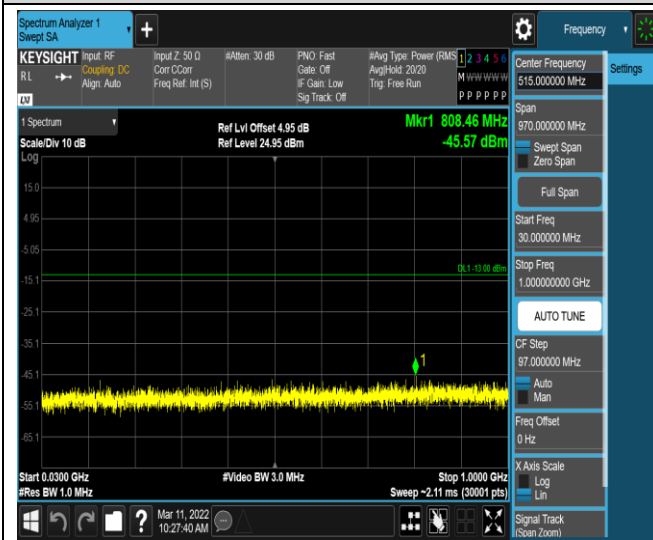 Spectrum Analyzer 1
Swept SA
+
Frequency
KEYSIGHT
RL
LXI
Input: RF
Coupling: DC
Align: Auto
Input Z: 50 Ω
Corr CCorr
Freq Ref: Int (S)
#Atten: 30 dB
PNO: Fast
Gate: Off
IF Gain: Low
Sig Track: Off
#Avg Type: Power (RMS
Avg|Hold: 20/20
Trig: Free Run
1 2 3 4 5 6
M W W W W W
P P P P P P
Center Frequency
515.000000 MHz
Settings
Span
970.000000 MHz
Swept Span
Zero Span
Full Span
Start Freq
30.000000 MHz
Stop Freq
1.000000000 GHz
AUTO TUNE
CF Step
97.000000 MHz
Auto
Man
Freq Offset
0 Hz
X Axis Scale
Log
Lin
Signal Track
(Span Zoom)
1 Spectrum
Scale/Div 10 dB
Log
Ref Lvl Offset 4.95 dB
Ref Level 24.95 dBm
Mkr1 808.46 MHz
-45.57 dBm
15.0
4.95
-5.05
-15.1
-25.1
-35.1
-45.1
-55.1
-65.1
DL1 -13.00 dBm
1
Start 0.0300 GHz
#Res BW 1.0 MHz
#Video BW 3.0 MHz
Stop 1.0000 GHz
Sweep ~2.11 ms (30001 pts)
?
Mar 11, 2022
10:27:40 AM